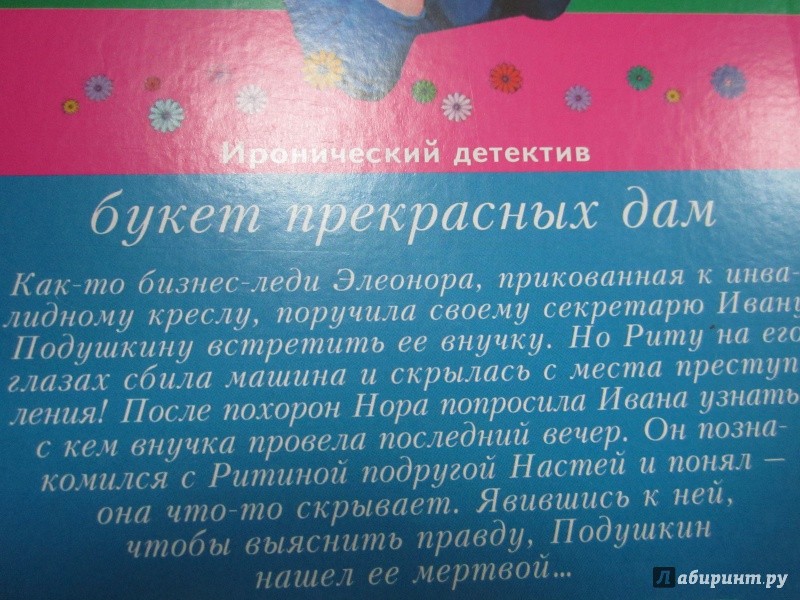 Иронический детектив
букет прекрасных дам
Как-то бизнес-леди Элеонора, прикованная к инва-
лидному креслу, поручила своему секретарю Ивану
Подушкину встретить ее внучку. Но Риту на его
глазах сбила машина и скрылась с места преступ
ления! После похорон Нора попросила Ивана узнать
с кем внучка провела последний вечер. Он позна-
комился с Ритиной подругой Настей и понял –
она что-то скрывает. Явившись к ней,
чтобы выяснить правду, Подушкин
нашел ее мертвой...
Лабиринт.ру